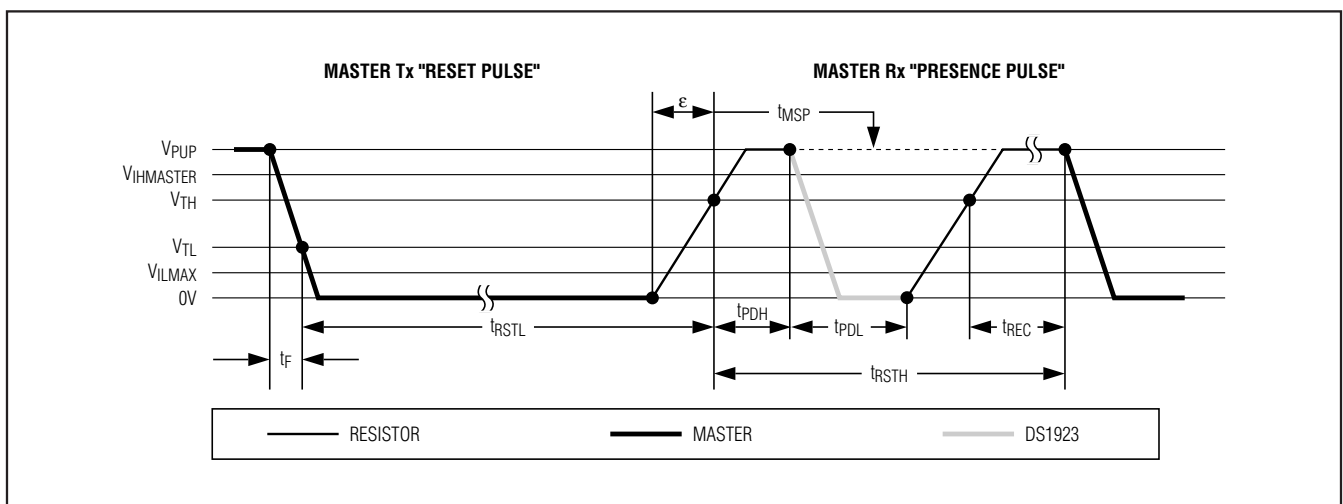 MASTER Tx "RESET PULSE" MASTER Rx "PRESENCE PULSE"
ε tMSP
VPUP
VIHMASTER
VTH
VTL
VILMAX
0V
tRSTL tPDH tPDL tREC
tF tRSTH
RESISTOR MASTER DS1923